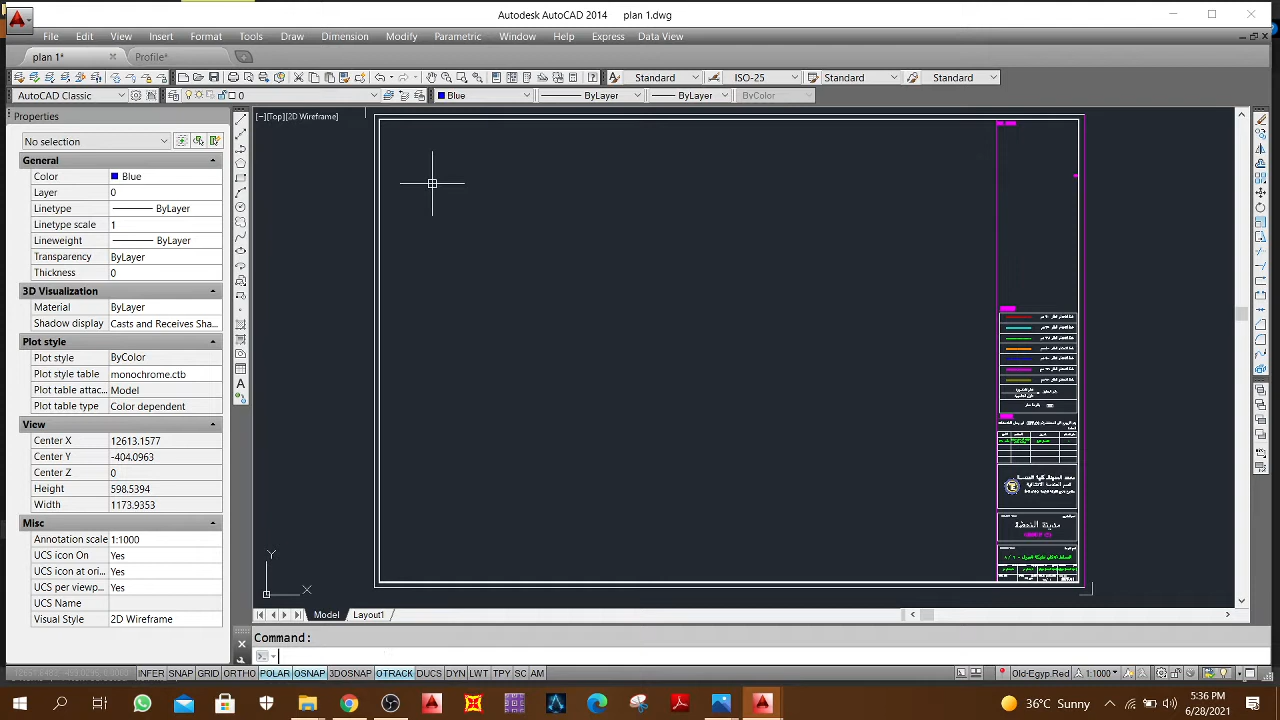 Autodesk AutoCAD 2014 plan 1.dwg
File Edit View Insert Format Tools Draw Dimension Modify Parametric Window Help Express Data View
plan 1* Profile*
Standard ISO-25 Standard Standard
AutoCAD Classic 0 Blue ByLayer ByLayer ByColor
Properties
[−][Top][2D Wireframe]
No selection
General
Color Blue
Layer 0
Linetype ByLayer
Linetype scale 1
Lineweight ByLayer
Transparency ByLayer
Thickness 0
3D Visualization
Material ByLayer
Shadow display Casts and Receives Sha...
Plot style
Plot style ByColor
Plot style table monochrome.ctb
Plot table attac... Model
Plot table type Color dependent
View
Center X 12613.1577
Center Y -404.0963
Center Z 0
Height 598.5394
Width 1173.9353
Misc
Annotation scale 1:1000
UCS icon On Yes
UCS icon at ori... Yes
UCS per viewp... Yes
UCS Name
Visual Style 2D Wireframe
مدينة النهضة
Y
X
Model Layout1
Command:
INFER SNAP GRID ORTHO POLAR OSNAP 3DOSNAP OTRACK DUCS DYN LWT TPY SC AM
Old-Egyp Red 1:1000
36°C Sunny
5:36 PM
6/28/2021